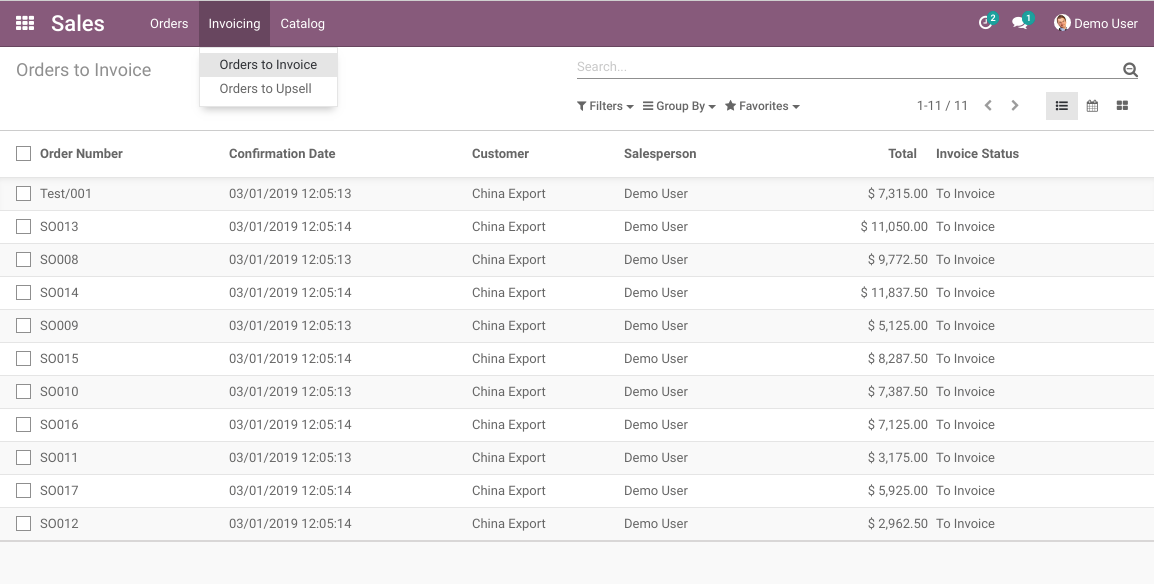 Sales Orders Invoicing Catalog 2 1 Demo User
Orders to Invoice
Orders to Invoice
Orders to Upsell
Search...
Filters Group By Favorites 1-11 / 11
Order Number Confirmation Date Customer Salesperson Total Invoice Status
Test/001 03/01/2019 12:05:13 China Export Demo User $ 7,315.00 To Invoice
SO013 03/01/2019 12:05:14 China Export Demo User $ 11,050.00 To Invoice
SO008 03/01/2019 12:05:13 China Export Demo User $ 9,772.50 To Invoice
SO014 03/01/2019 12:05:14 China Export Demo User $ 11,837.50 To Invoice
SO009 03/01/2019 12:05:13 China Export Demo User $ 5,125.00 To Invoice
SO015 03/01/2019 12:05:14 China Export Demo User $ 8,287.50 To Invoice
SO010 03/01/2019 12:05:13 China Export Demo User $ 7,387.50 To Invoice
SO016 03/01/2019 12:05:14 China Export Demo User $ 7,125.00 To Invoice
SO011 03/01/2019 12:05:13 China Export Demo User $ 3,175.00 To Invoice
SO017 03/01/2019 12:05:14 China Export Demo User $ 5,925.00 To Invoice
SO012 03/01/2019 12:05:14 China Export Demo User $ 2,962.50 To Invoice